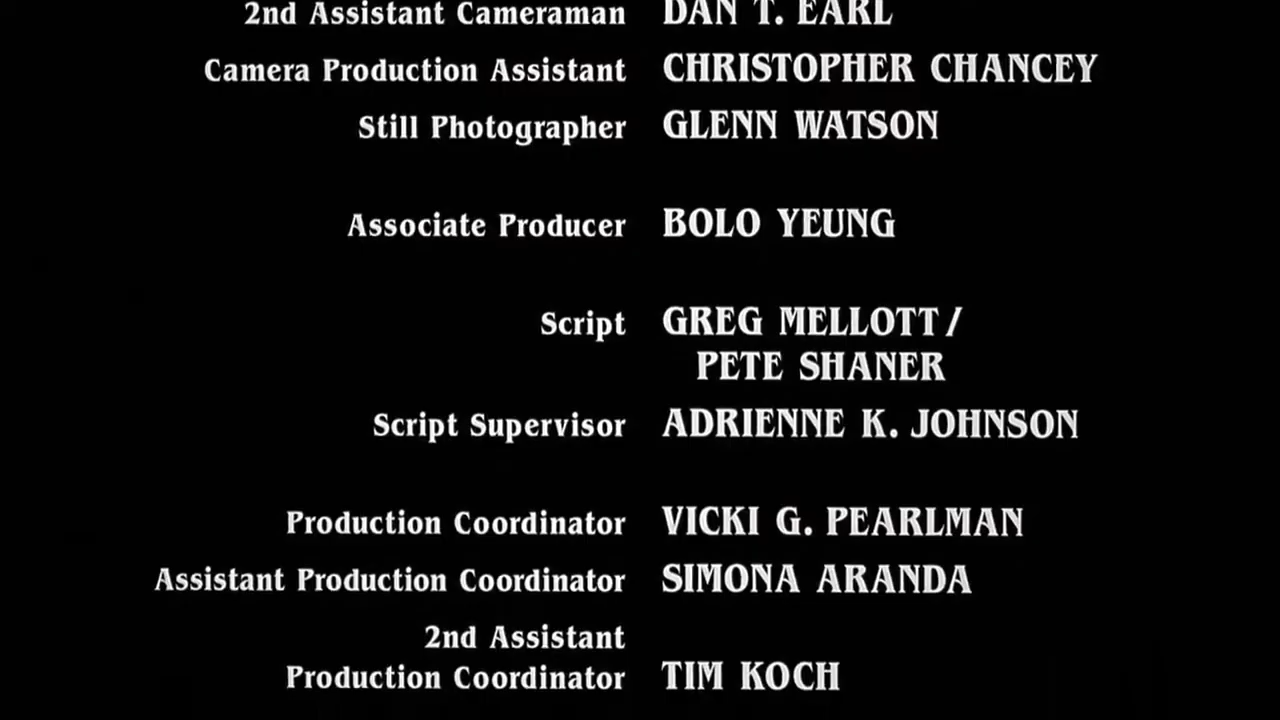 2nd Assistant Cameraman DAN T. EARL
Camera Production Assistant CHRISTOPHER CHANCEY
Still Photographer GLENN WATSON
Associate Producer BOLO YEUNG
Script GREG MELLOTT /
PETE SHANER
Script Supervisor ADRIENNE K. JOHNSON
Production Coordinator VICKI G. PEARLMAN
Assistant Production Coordinator SIMONA ARANDA
2nd Assistant
Production Coordinator TIM KOCH